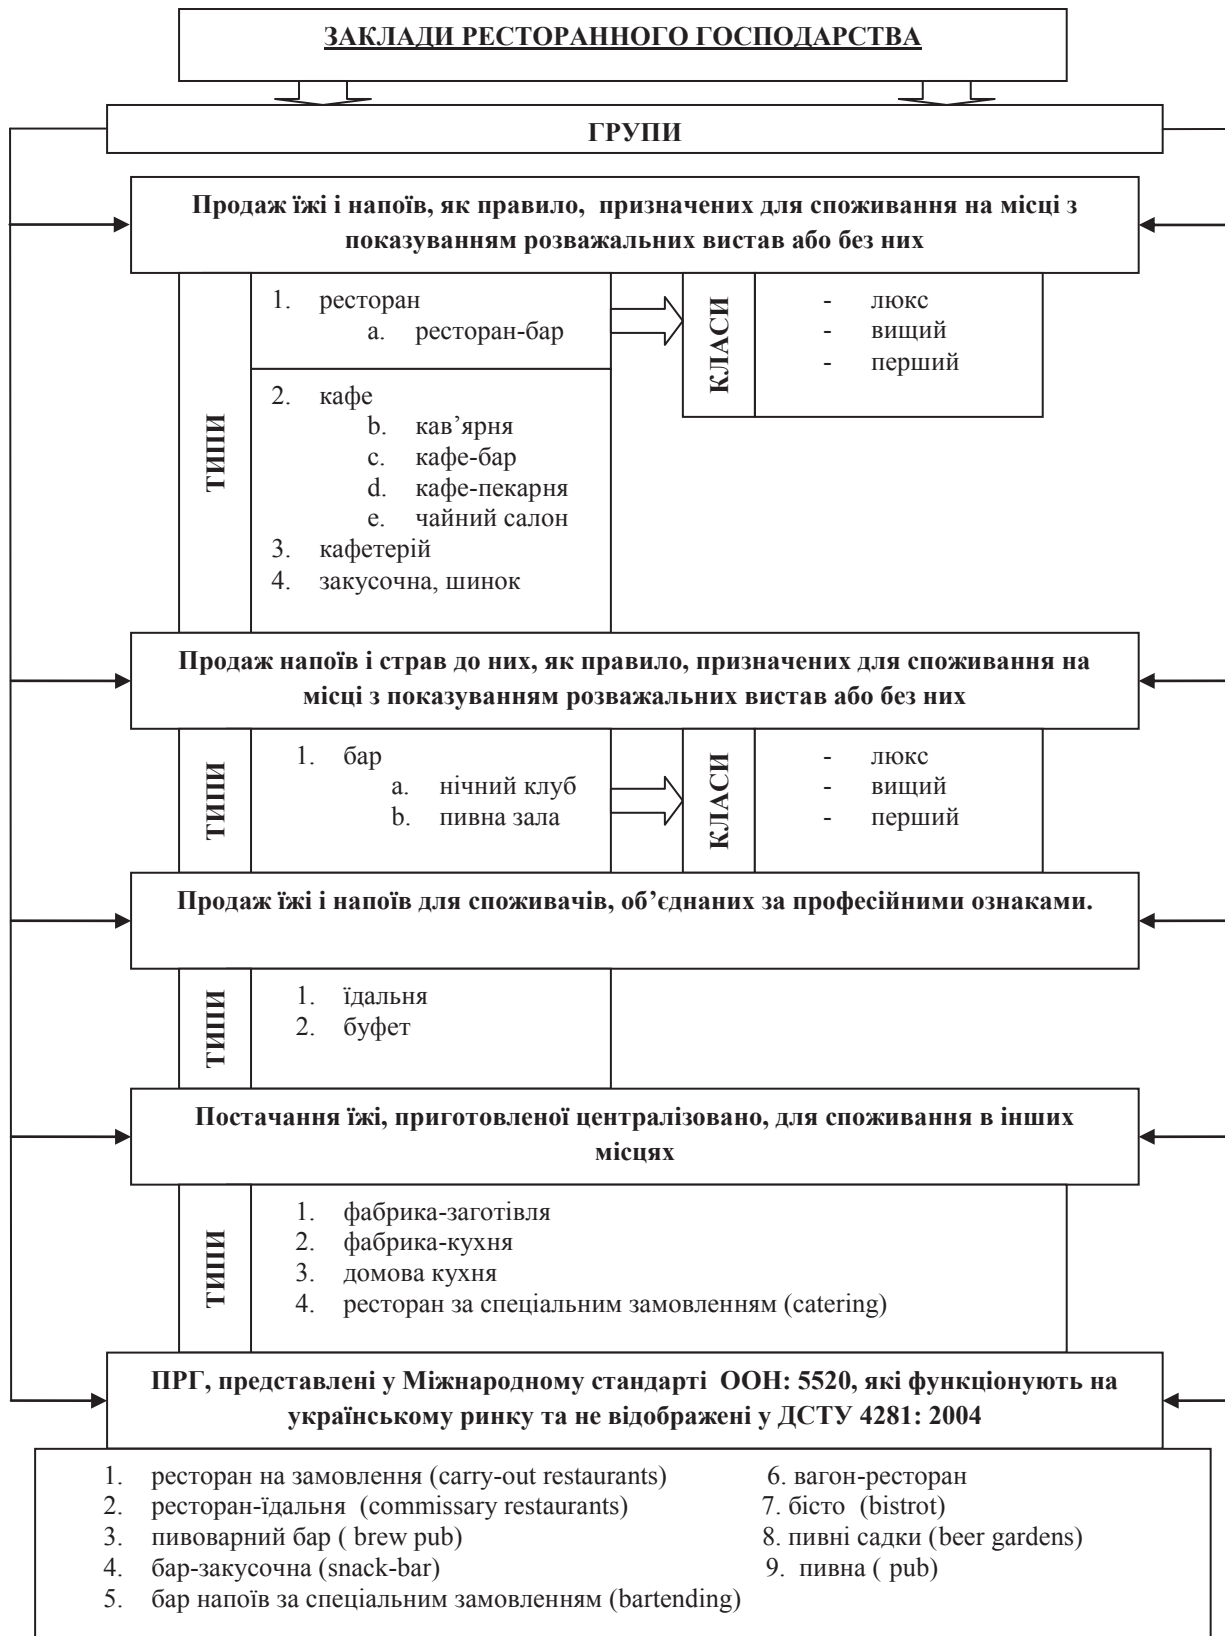 ЗАКЛАДИ РЕСТОРАННОГО ГОСПОДАРСТВА
ГРУПИ
Продаж їжі і напоїв, як правило, призначених для споживання на місці з
показуванням розважальних вистав або без них
ТИПИ
1. ресторан
a. ресторан-бар
КЛАСИ
- люкс
- вищий
- перший
2. кафе
b. кав’ярня
c. кафе-бар
d. кафе-пекарня
e. чайний салон
3. кафетерій
4. закусочна, шинок
Продаж напоїв і страв до них, як правило, призначених для споживання на
місці з показуванням розважальних вистав або без них
ТИПИ
1. бар
a. нічний клуб
b. пивна зала
КЛАСИ
- люкс
- вищий
- перший
Продаж їжі і напоїв для споживачів, об’єднаних за професійними ознаками.
ТИПИ
1. їдальня
2. буфет
Постачання їжі, приготовленої централізовано, для споживання в інших
місцях
ТИПИ
1. фабрика-заготівля
2. фабрика-кухня
3. домова кухня
4. ресторан за спеціальним замовленням (catering)
ПРГ, представлені у Міжнародному стандарті ООН: 5520, які функціонують на
українському ринку та не відображені у ДСТУ 4281: 2004
1. ресторан на замовлення (carry-out restaurants)
2. ресторан-їдальня (commissary restaurants)
3. пивоварний бар ( brew pub)
4. бар-закусочна (snack-bar)
5. бар напоїв за спеціальним замовленням (bartending)
6. вагон-ресторан
7. бісто (bistrot)
8. пивні садки (beer gardens)
9. пивна ( pub)